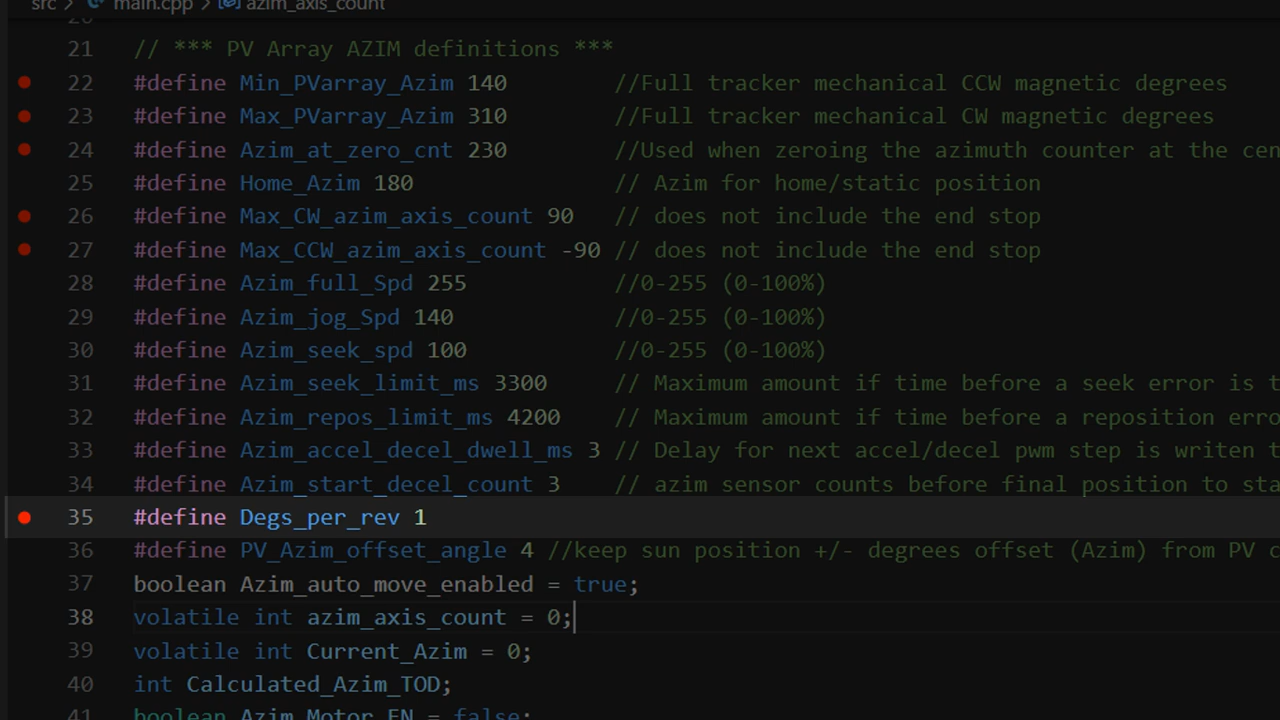 src > main.cpp > azim_axis_count
20
21 // *** PV Array AZIM definitions ***
22 #define Min_PVarray_Azim 140 //Full tracker mechanical CCW magnetic degrees
23 #define Max_PVarray_Azim 310 //Full tracker mechanical CW magnetic degrees
24 #define Azim_at_zero_cnt 230 //Used when zeroing the azimuth counter at the cen
25 #define Home_Azim 180 // Azim for home/static position
26 #define Max_CW_azim_axis_count 90 // does not include the end stop
27 #define Max_CCW_azim_axis_count -90 // does not include the end stop
28 #define Azim_full_Spd 255 //0-255 (0-100%)
29 #define Azim_jog_Spd 140 //0-255 (0-100%)
30 #define Azim_seek_spd 100 //0-255 (0-100%)
31 #define Azim_seek_limit_ms 3300 // Maximum amount if time before a seek error is t
32 #define Azim_repos_limit_ms 4200 // Maximum amount if time before a reposition erro
33 #define Azim_accel_decel_dwell_ms 3 // Delay for next accel/decel pwm step is writen t
34 #define Azim_start_decel_count 3 // azim sensor counts before final position to sta
35 #define Degs_per_rev 1
36 #define PV_Azim_offset_angle 4 //keep sun position +/- degrees offset (Azim) from PV c
37 boolean Azim_auto_move_enabled = true;
38 volatile int azim_axis_count = 0;
39 volatile int Current_Azim = 0;
40 int Calculated_Azim_TOD;
41 boolean Azim_Motor_EN = false;